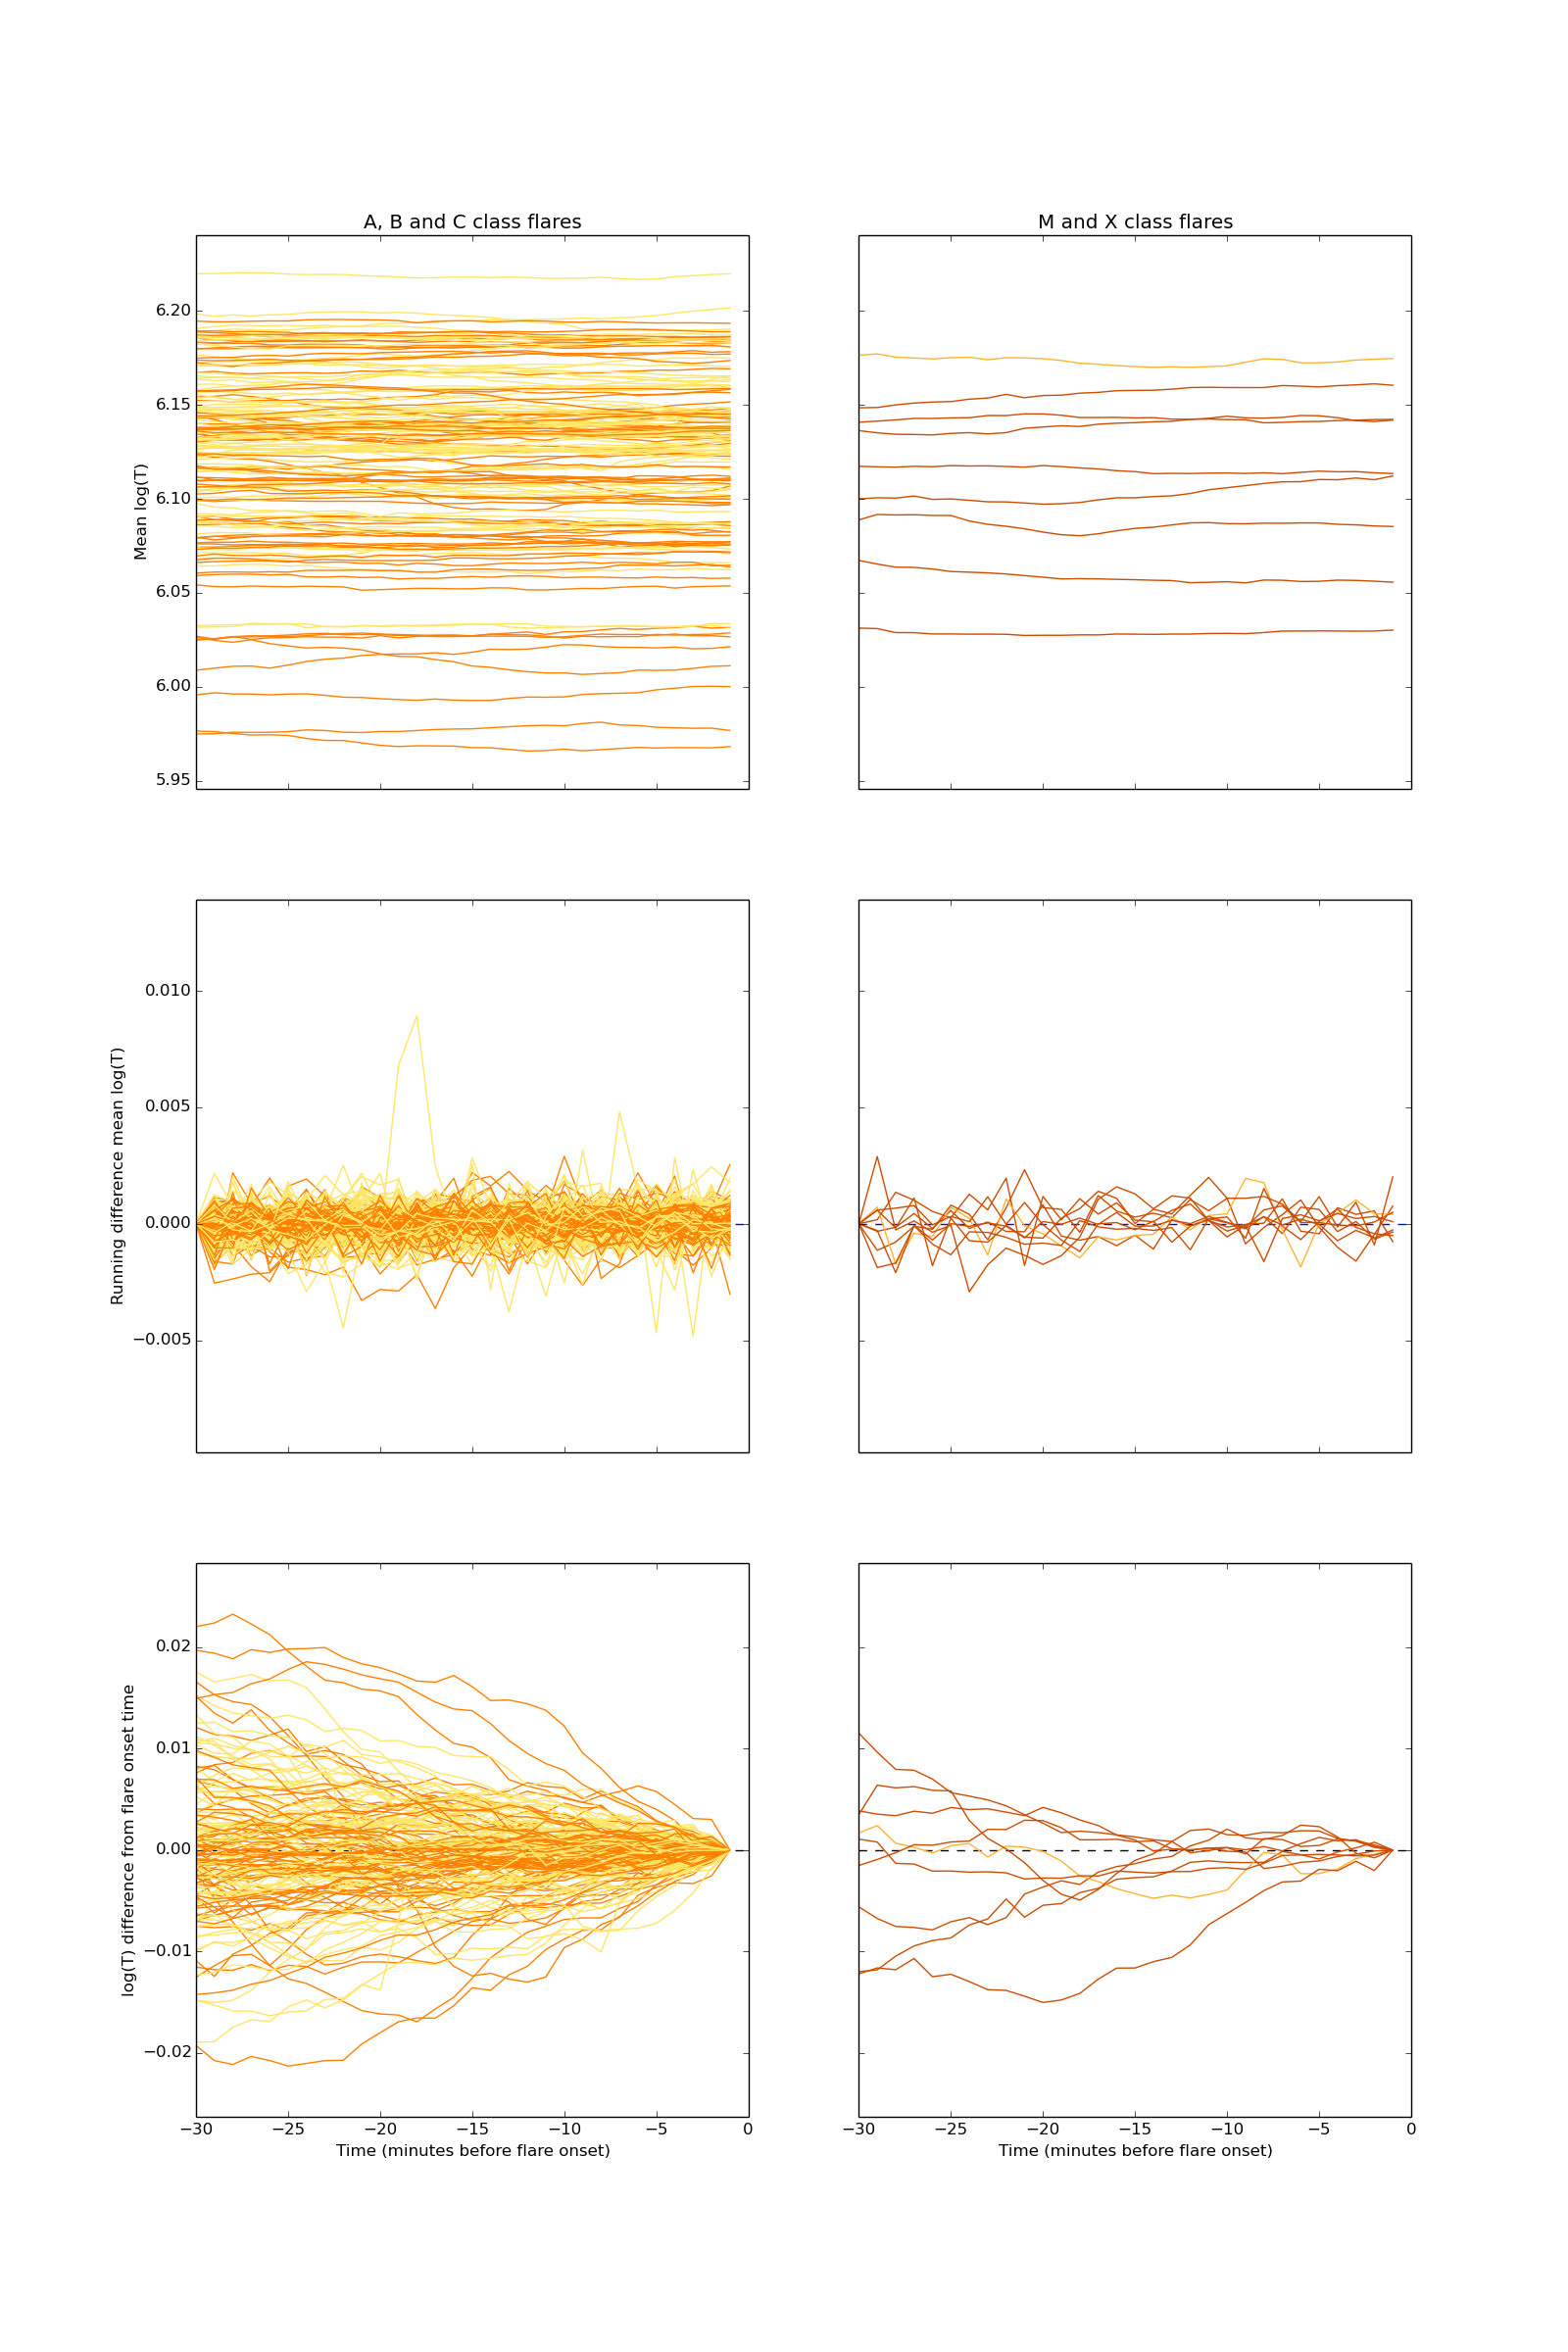 A, B and C class flares
M and X class flares
6.20
6.15
6.10
6.05
6.00
5.95
Mean log(T)
0.010
0.005
0.000
−0.005
Running difference mean log(T)
0.02
0.01
0.00
−0.01
−0.02
log(T) difference from flare onset time
−30 −25 −20 −15 −10 −5 0
−30 −25 −20 −15 −10 −5 0
Time (minutes before flare onset)
Time (minutes before flare onset)